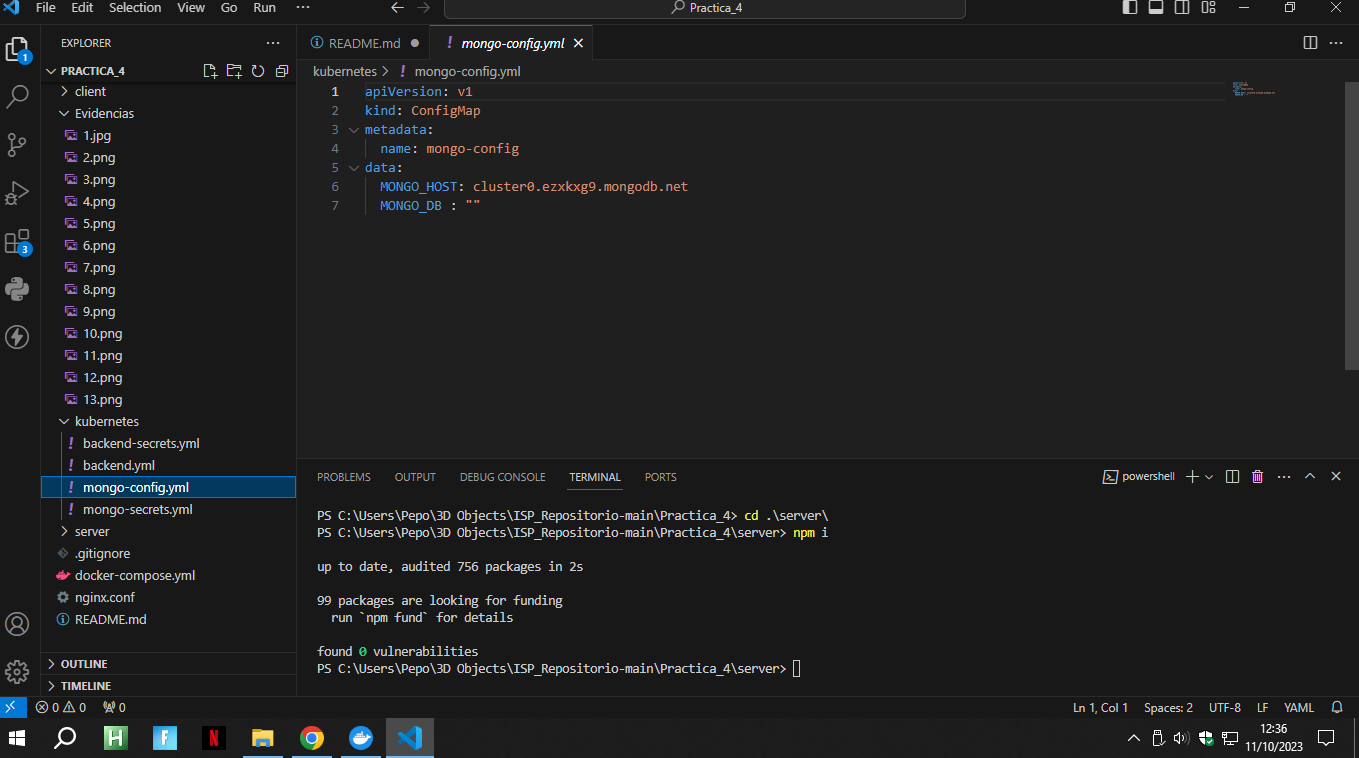 File Edit Selection View Go Run ···
Practica_4
EXPLORER
PRACTICA_4
client
Evidencias
1.jpg
2.png
3.png
4.png
5.png
6.png
7.png
8.png
9.png
10.png
11.png
12.png
13.png
kubernetes
! backend-secrets.yml
! backend.yml
! mongo-config.yml
! mongo-secrets.yml
server
.gitignore
docker-compose.yml
nginx.conf
README.md
OUTLINE
TIMELINE
1
3
README.md
! mongo-config.yml
kubernetes > ! mongo-config.yml
1 apiVersion: v1
2 kind: ConfigMap
3 metadata:
4 name: mongo-config
5 data:
6 MONGO_HOST: cluster0.ezxkxg9.mongodb.net
7 MONGO_DB : ""
PROBLEMS OUTPUT DEBUG CONSOLE TERMINAL PORTS
powershell
PS C:\Users\Pepo\3D Objects\ISP_Repositorio-main\Practica_4> cd .\server\
PS C:\Users\Pepo\3D Objects\ISP_Repositorio-main\Practica_4\server> npm i
up to date, audited 756 packages in 2s
99 packages are looking for funding
run `npm fund` for details
found 0 vulnerabilities
PS C:\Users\Pepo\3D Objects\ISP_Repositorio-main\Practica_4\server>
0 0 0
Ln 1, Col 1 Spaces: 2 UTF-8 LF YAML
H F N
12:36
11/10/2023